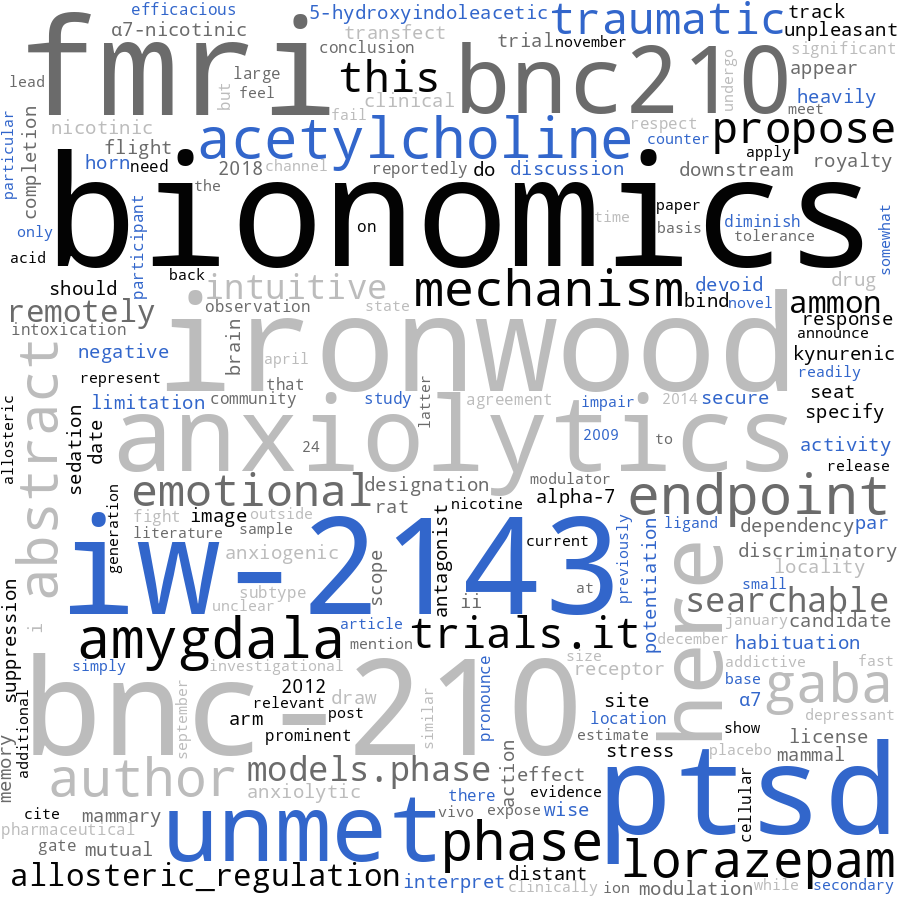 efficacious
5-hydroxyindoleacetic
traumatic
track
α7-nicotinic
transfect
unpleasant
trial
november
conclusion
significant
fmri
this
bnc210
appear
lead
large
feel
but
clinical
undergo
heavily
fail
meet
nicotinic
acetylcholine
respect
propose
particular
completion
flight
counter
apply
horn
need
2018
channel
reportedly
do
discussion
downstream
royalty
the
bionomics
paper
time
diminish
only
participant
on
basis
tolerance
somewhat
acid
back
should
intuitive
mechanism
devoid
drug
bind
novel
ammon
remotely
observation
state
response
intoxication
announce
brain
ironwood
negative
april
kynurenic
readily
represent
that
seat
limitation
community
study
latter
agreement
impair
2014
secure
specify
allosteric
abstract
sedation
date
anxiolytics
24
2009
to
activity
release
emotional
designation
modulator
endpoint
rat
alpha-7
generation
fight
image
outside
nicotine
literature
sample
iw-2143
antagonist
current
previously
potentiation
ligand
dependency
par
anxiogenic
here
discriminatory
locality
suppression
subtype
scope
at
small
unclear
ii
searchable
i
amygdala
article
trials.it
january
candidate
mention
december
habituation
simply
investigational
size
receptor
addictive
fast
bnc-210
2012
draw
similar
pronounce
base
gaba
relevant
site
α7
additional
september
arm
post
location
depressant
prominent
estimate
show
license
memory
stress
placebo
mammal
author
models.phase
action
effect
ptsd
anxiolytic
evidence
cellular
cite
mammary
unmet
there
vivo
expose
wise
pharmaceutical
phase
gate
mutual
lorazepam
allosteric_regulation
interpret
distant
clinically
ion
modulation
while
secondary